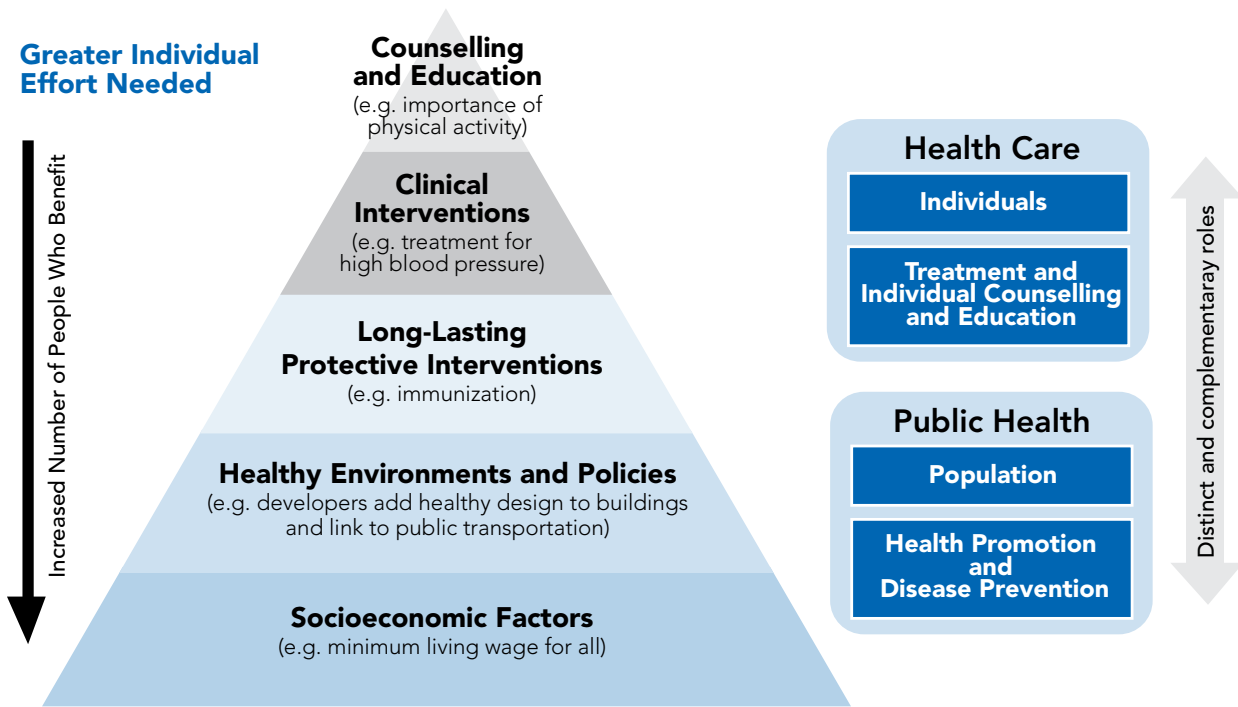 Greater Individual
Effort Needed
Increased Number of People Who Benefit
Counselling
and Education
(e.g. importance of
physical activity)
Clinical
Interventions
(e.g. treatment for
high blood pressure)
Long-Lasting
Protective Interventions
(e.g. immunization)
Healthy Environments and Policies
(e.g. developers add healthy design to buildings
and link to public transportation)
Socioeconomic Factors
(e.g. minimum living wage for all)
Health Care
Individuals
Treatment and
Individual Counselling
and Education
Public Health
Population
Health Promotion
and
Disease Prevention
Distinct and complementaray roles